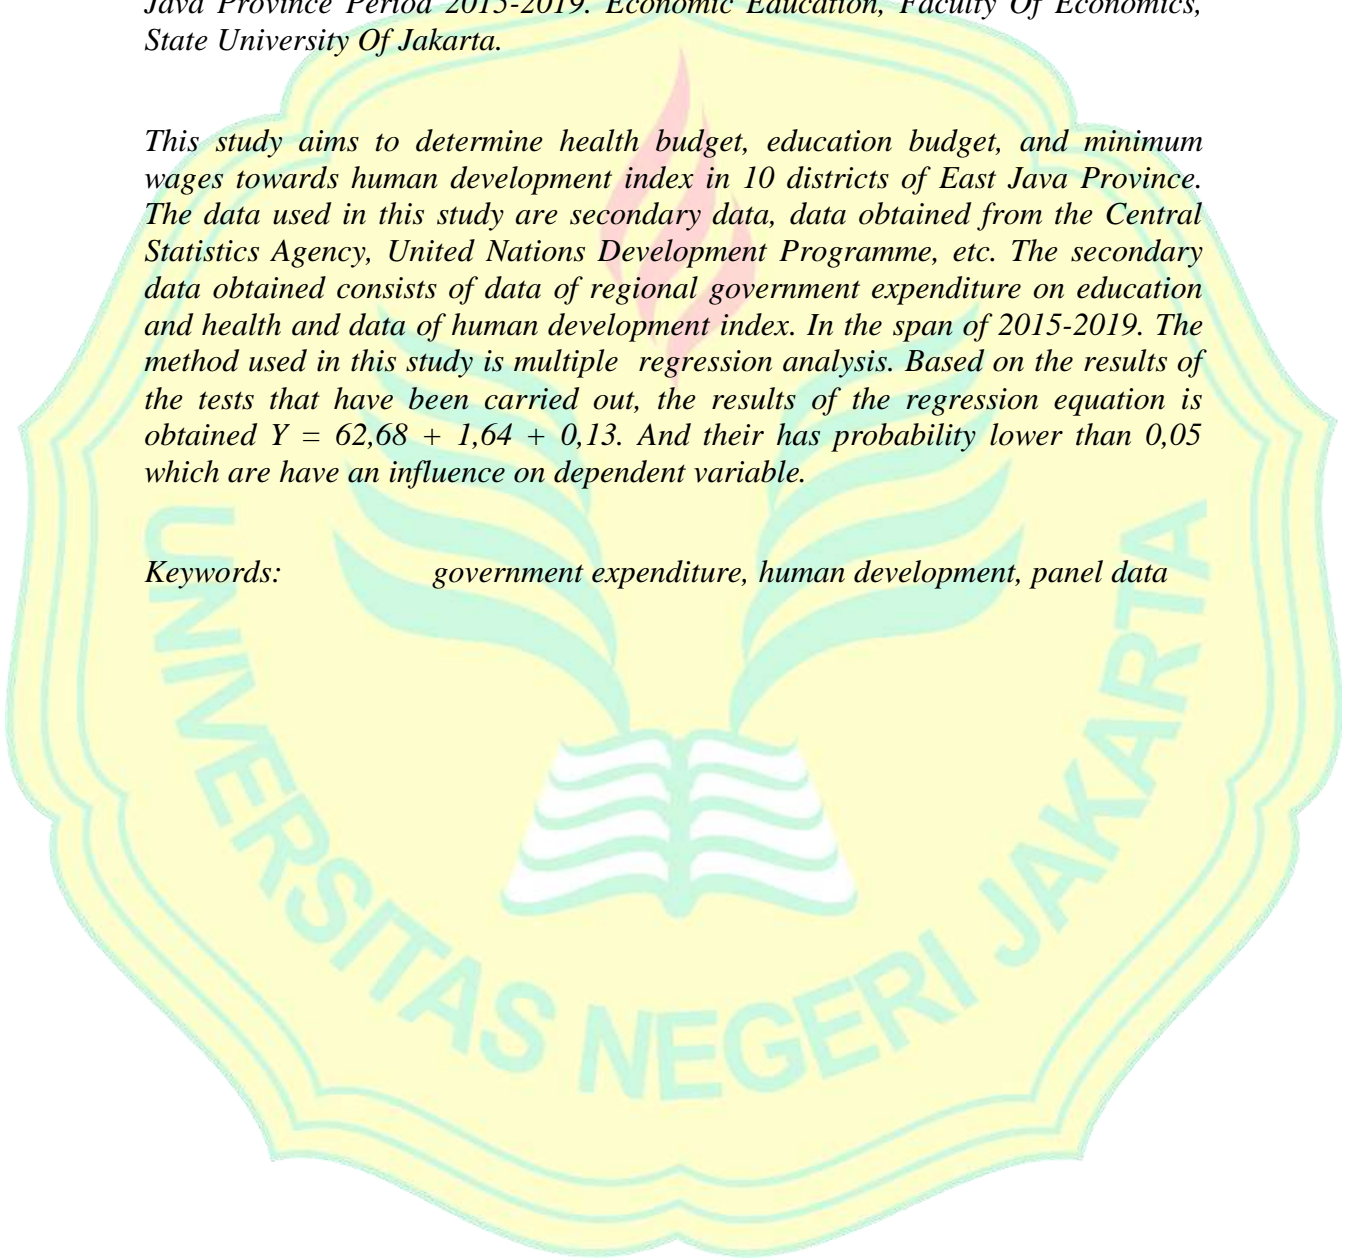 Java Province Period 2015-2019. Economic Education, Faculty Of Economics,
State University Of Jakarta.
This study aims to determine health budget, education budget, and minimum
wages towards human development index in 10 districts of East Java Province.
The data used in this study are secondary data, data obtained from the Central
Statistics Agency, United Nations Development Programme, etc. The secondary
data obtained consists of data of regional government expenditure on education
and health and data of human development index. In the span of 2015-2019. The
method used in this study is multiple  regression analysis. Based on the results of
the tests that have been carried out, the results of the regression equation is
obtained Y = 62,68 + 1,64 + 0,13. And their has probability lower than 0,05
which are have an influence on dependent variable.
Keywords: government expenditure, human development, panel data
UNIVERSITAS NEGERI JAKARTA